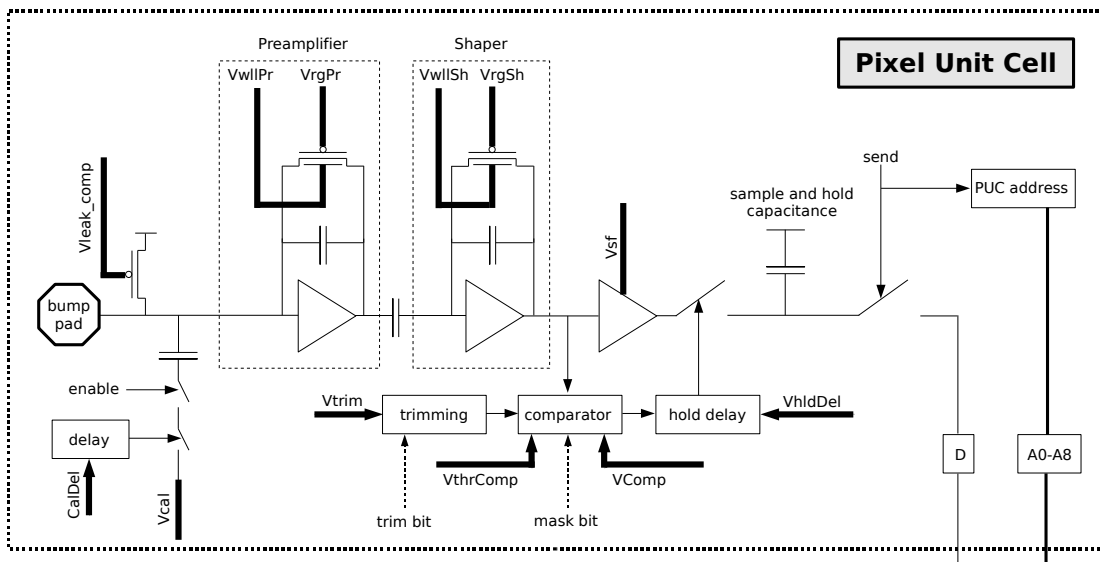 Preamplifier
Shaper
Pixel Unit Cell
VwllPr
VrgPr
VwllSh
VrgSh
send
PUC address
sample and hold
capacitance
Vleak_comp
Vsf
bump
pad
enable
delay
CalDel
Vcal
Vtrim
trimming
comparator
hold delay
VhldDel
VthrComp
VComp
trim bit
mask bit
D
A0-A8